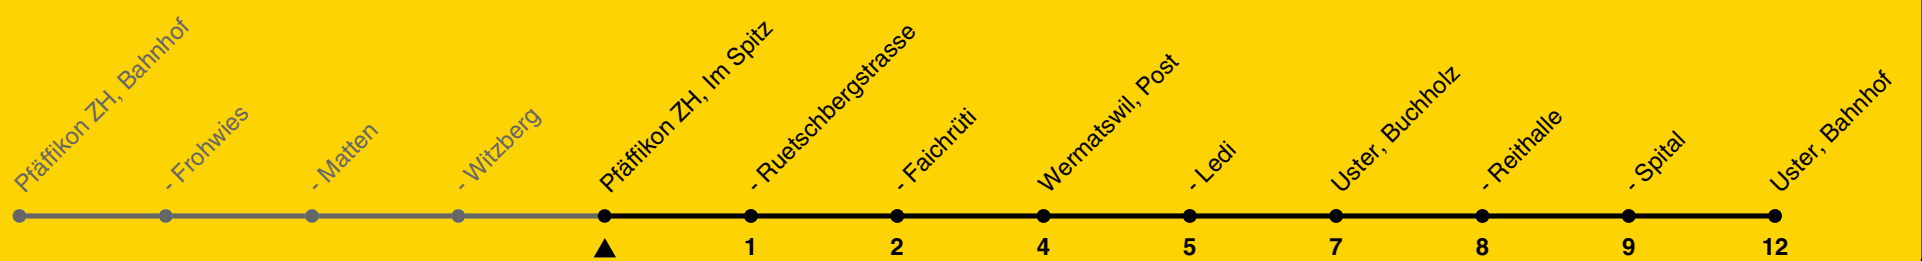 Pfäffikon ZH, Bahnhof
- Frohwies
- Matten
- Witzberg
Pfäffikon ZH, Im Spitz
- Ruetschbergstrasse
- Faichrüti
Wermatswil, Post
- Ledi
Uster, Buchholz
- Reithalle
- Spital
Uster, Bahnhof
1
2
4
5
7
8
9
12